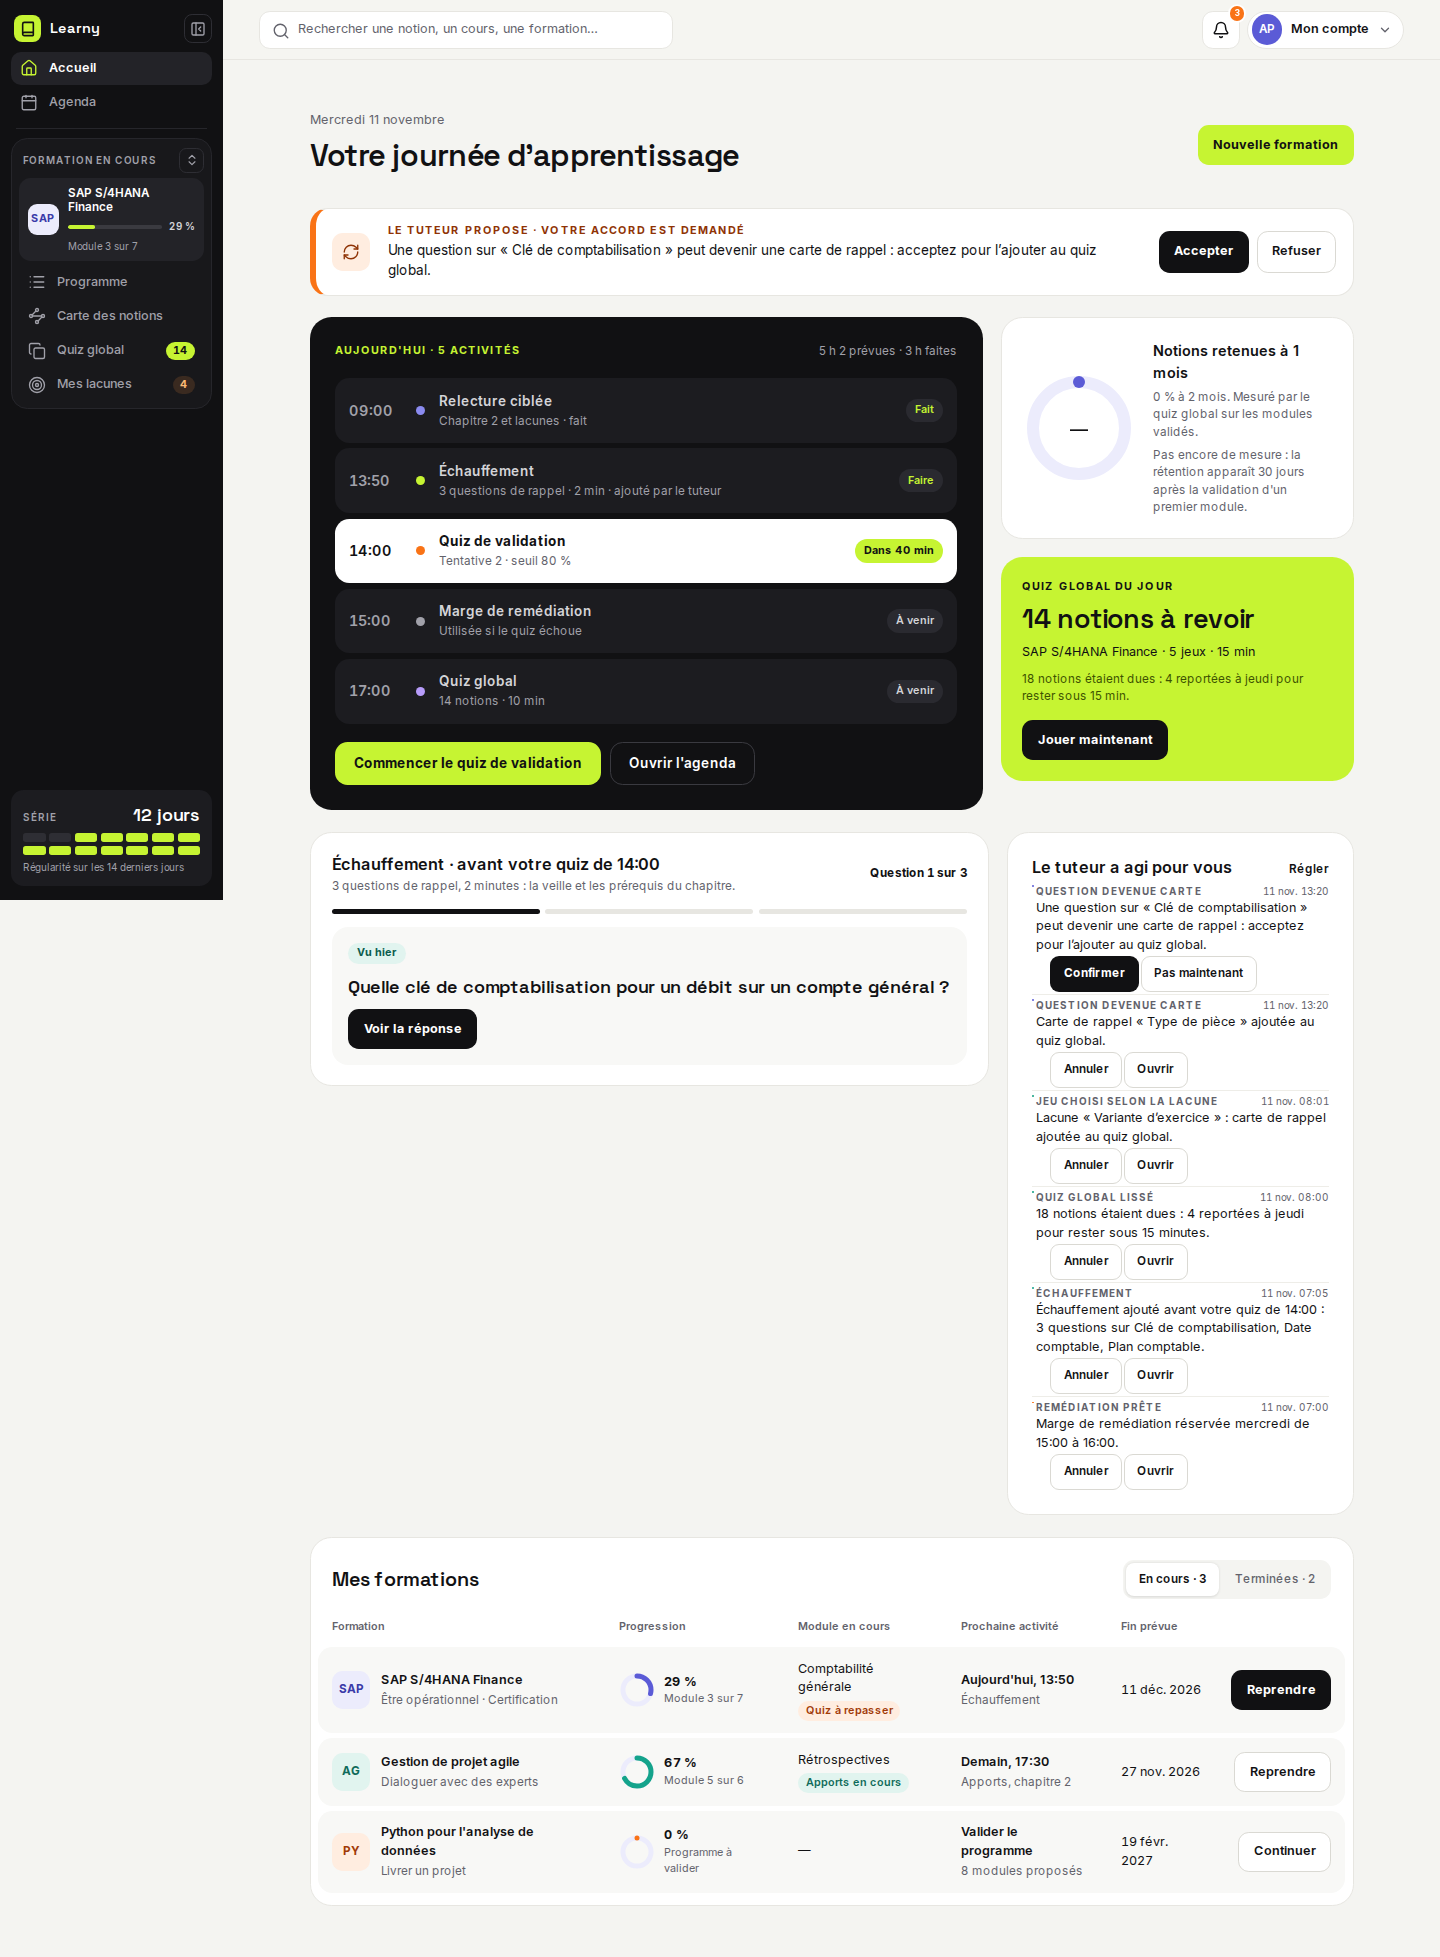 Learny
Rechercher une notion, un cours, une formation...
3
AP
Mon compte
Accueil
Agenda
FORMATION EN COURS
SAP
SAP S/4HANA
Finance
29 %
Module 3 sur 7
Programme
Carte des notions
Quiz global
14
Mes lacunes
4
SÉRIE
12 jours
Régularité sur les 14 derniers jours
Mercredi 11 novembre
Votre journée d'apprentissage
Nouvelle formation
LE TUTEUR PROPOSE · VOTRE ACCORD EST DEMANDÉ
Une question sur « Clé de comptabilisation » peut devenir une carte de rappel : acceptez pour l'ajouter au quiz
global.
Accepter
Refuser
AUJOURD'HUI · 5 ACTIVITÉS
5 h 2 prévues · 3 h faites
09:00
Relecture ciblée
Chapitre 2 et lacunes · fait
Fait
13:50
Échauffement
3 questions de rappel · 2 min · ajouté par le tuteur
Faire
14:00
Quiz de validation
Tentative 2 · seuil 80 %
Dans 40 min
15:00
Marge de remédiation
Utilisée si le quiz échoue
À venir
17:00
Quiz global
14 notions · 10 min
À venir
Commencer le quiz de validation
Ouvrir l'agenda
—
Notions retenues à 1
mois
0 % à 2 mois. Mesuré par le
quiz global sur les modules
validés.
Pas encore de mesure : la
rétention apparaît 30 jours
après la validation d'un
premier module.
QUIZ GLOBAL DU JOUR
14 notions à revoir
SAP S/4HANA Finance · 5 jeux · 15 min
18 notions étaient dues : 4 reportées à jeudi pour
rester sous 15 min.
Jouer maintenant
Échauffement · avant votre quiz de 14:00
3 questions de rappel, 2 minutes : la veille et les prérequis du chapitre.
Question 1 sur 3
Vu hier
Quelle clé de comptabilisation pour un débit sur un compte général ?
Voir la réponse
Le tuteur a agi pour vous
Régler
QUESTION DEVENUE CARTE
11 nov. 13:20
Une question sur « Clé de comptabilisation »
peut devenir une carte de rappel : acceptez
pour l'ajouter au quiz global.
Confirmer
Pas maintenant
QUESTION DEVENUE CARTE
11 nov. 13:20
Carte de rappel « Type de pièce » ajoutée au
quiz global.
Annuler
Ouvrir
JEU CHOISI SELON LA LACUNE
11 nov. 08:01
Lacune « Variante d'exercice » : carte de rappel
ajoutée au quiz global.
Annuler
Ouvrir
QUIZ GLOBAL LISSÉ
11 nov. 08:00
18 notions étaient dues : 4 reportées à jeudi
pour rester sous 15 minutes.
Annuler
Ouvrir
ÉCHAUFFEMENT
11 nov. 07:05
Échauffement ajouté avant votre quiz de 14:00 :
3 questions sur Clé de comptabilisation, Date
comptable, Plan comptable.
Annuler
Ouvrir
REMÉDIATION PRÊTE
11 nov. 07:00
Marge de remédiation réservée mercredi de
15:00 à 16:00.
Annuler
Ouvrir
Mes formations
En cours · 3
Terminées · 2
Formation
Progression
Module en cours
Prochaine activité
Fin prévue
SAP
SAP S/4HANA Finance
Être opérationnel · Certification
29 %
Module 3 sur 7
Comptabilité
générale
Quiz à repasser
Aujourd'hui, 13:50
Échauffement
11 déc. 2026
Reprendre
AG
Gestion de projet agile
Dialoguer avec des experts
67 %
Module 5 sur 6
Rétrospectives
Apports en cours
Demain, 17:30
Apports, chapitre 2
27 nov. 2026
Reprendre
PY
Python pour l'analyse de
données
Livrer un projet
0 %
Programme à
valider
—
Valider le
programme
8 modules proposés
19 févr.
2027
Continuer